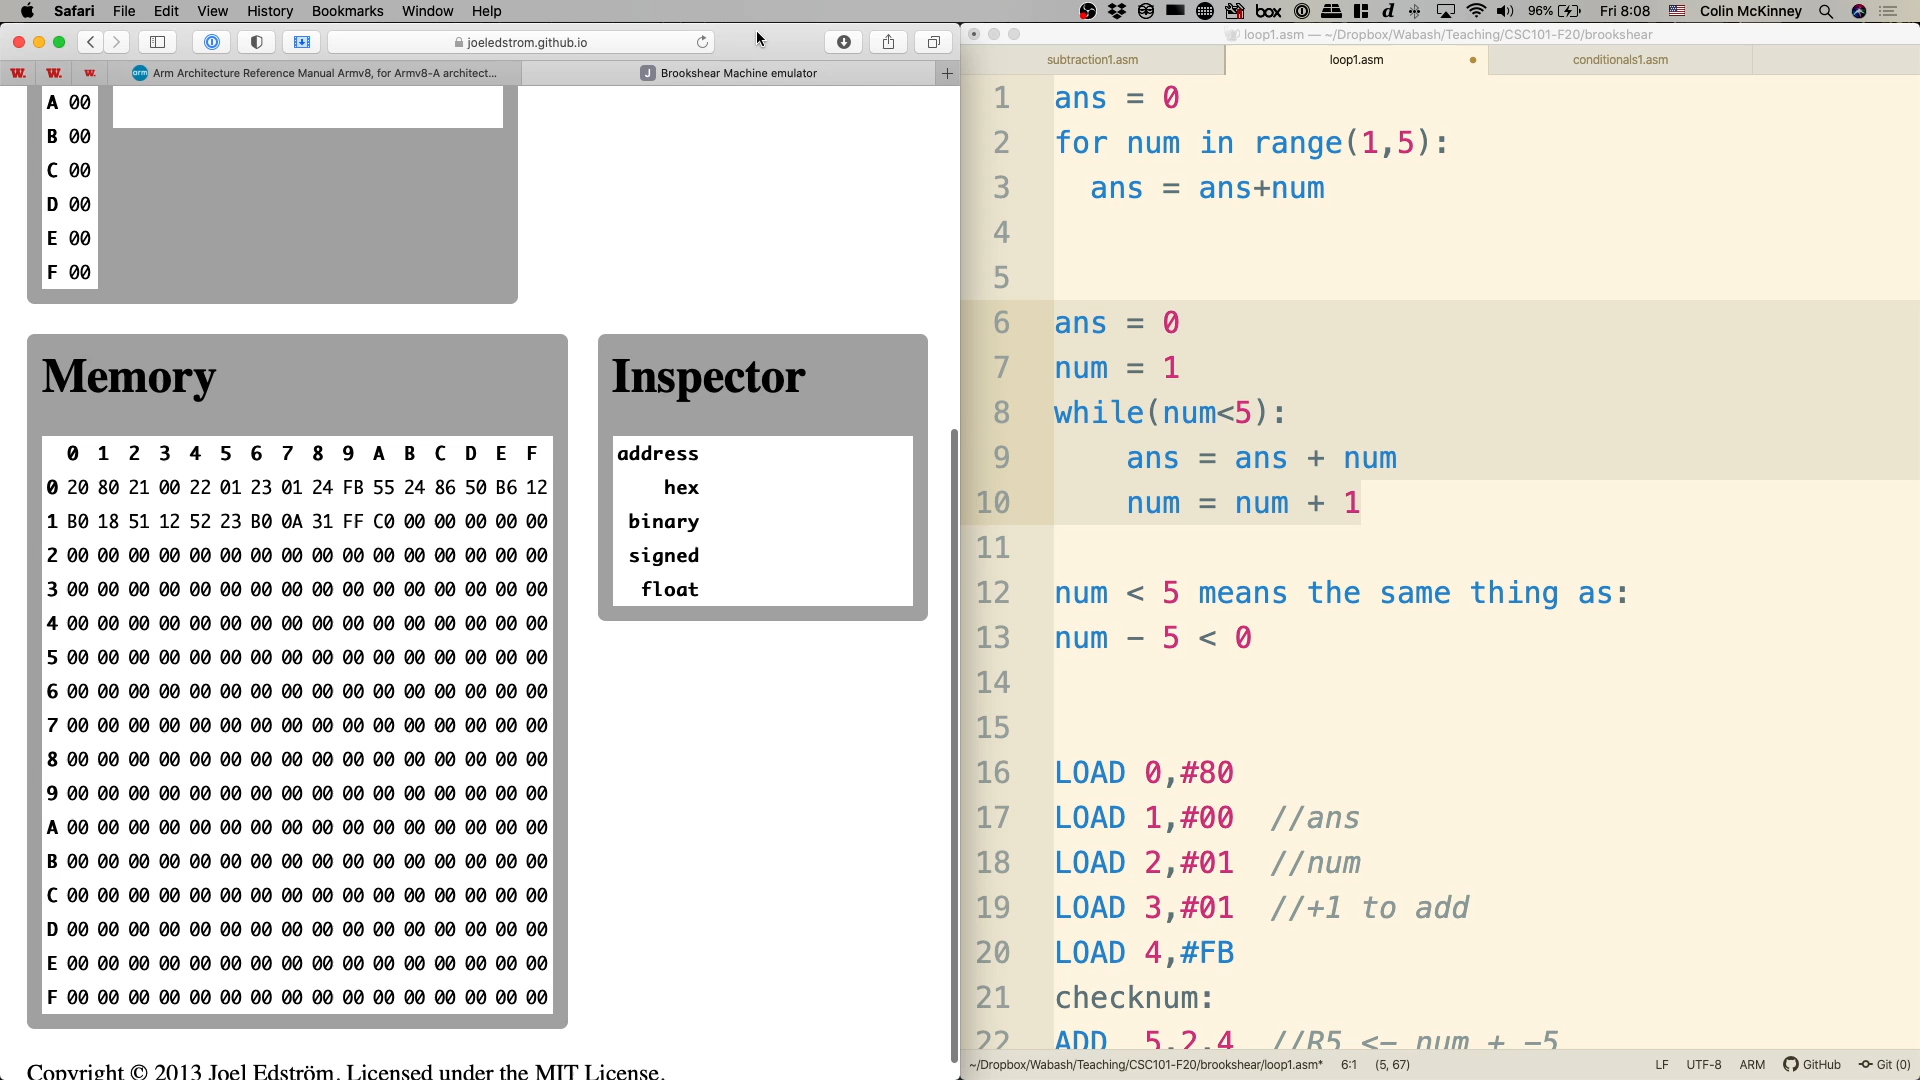 Safari File Edit View History Bookmarks Window Help
box
96%
Fri 8:08
Colin McKinney
joeledstrom.github.io
Arm Architecture Reference Manual Armv8, for Armv8-A architect...
Brookshear Machine emulator
A 00
B 00
C 00
D 00
E 00
F 00
Memory
0 1 2 3 4 5 6 7 8 9 A B C D E F
0 20 80 21 00 22 01 23 01 24 FB 55 24 86 50 B6 12
1 B0 18 51 12 52 23 B0 0A 31 FF C0 00 00 00 00 00
2 00 00 00 00 00 00 00 00 00 00 00 00 00 00 00 00
3 00 00 00 00 00 00 00 00 00 00 00 00 00 00 00 00
4 00 00 00 00 00 00 00 00 00 00 00 00 00 00 00 00
5 00 00 00 00 00 00 00 00 00 00 00 00 00 00 00 00
6 00 00 00 00 00 00 00 00 00 00 00 00 00 00 00 00
7 00 00 00 00 00 00 00 00 00 00 00 00 00 00 00 00
8 00 00 00 00 00 00 00 00 00 00 00 00 00 00 00 00
9 00 00 00 00 00 00 00 00 00 00 00 00 00 00 00 00
A 00 00 00 00 00 00 00 00 00 00 00 00 00 00 00 00
B 00 00 00 00 00 00 00 00 00 00 00 00 00 00 00 00
C 00 00 00 00 00 00 00 00 00 00 00 00 00 00 00 00
D 00 00 00 00 00 00 00 00 00 00 00 00 00 00 00 00
E 00 00 00 00 00 00 00 00 00 00 00 00 00 00 00 00
F 00 00 00 00 00 00 00 00 00 00 00 00 00 00 00 00
Inspector
address
hex
binary
signed
float
Copyright © 2013 Joel Edström. Licensed under the MIT License.
loop1.asm — ~/Dropbox/Wabash/Teaching/CSC101-F20/brookshear
subtraction1.asm
loop1.asm
conditionals1.asm
1 ans = 0
2 for num in range(1,5):
3 ans = ans+num
4
5
6 ans = 0
7 num = 1
8 while(num<5):
9 ans = ans + num
10 num = num + 1
11
12 num < 5 means the same thing as:
13 num - 5 < 0
14
15
16 LOAD 0,#80
17 LOAD 1,#00 //ans
18 LOAD 2,#01 //num
19 LOAD 3,#01 //+1 to add
20 LOAD 4,#FB
21 checknum:
22 ADD 5,2,4 //R5 <- num + -5
~/Dropbox/Wabash/Teaching/CSC101-F20/brookshear/loop1.asm* 6:1 (5, 67)
LF UTF-8 ARM GitHub Git (0)